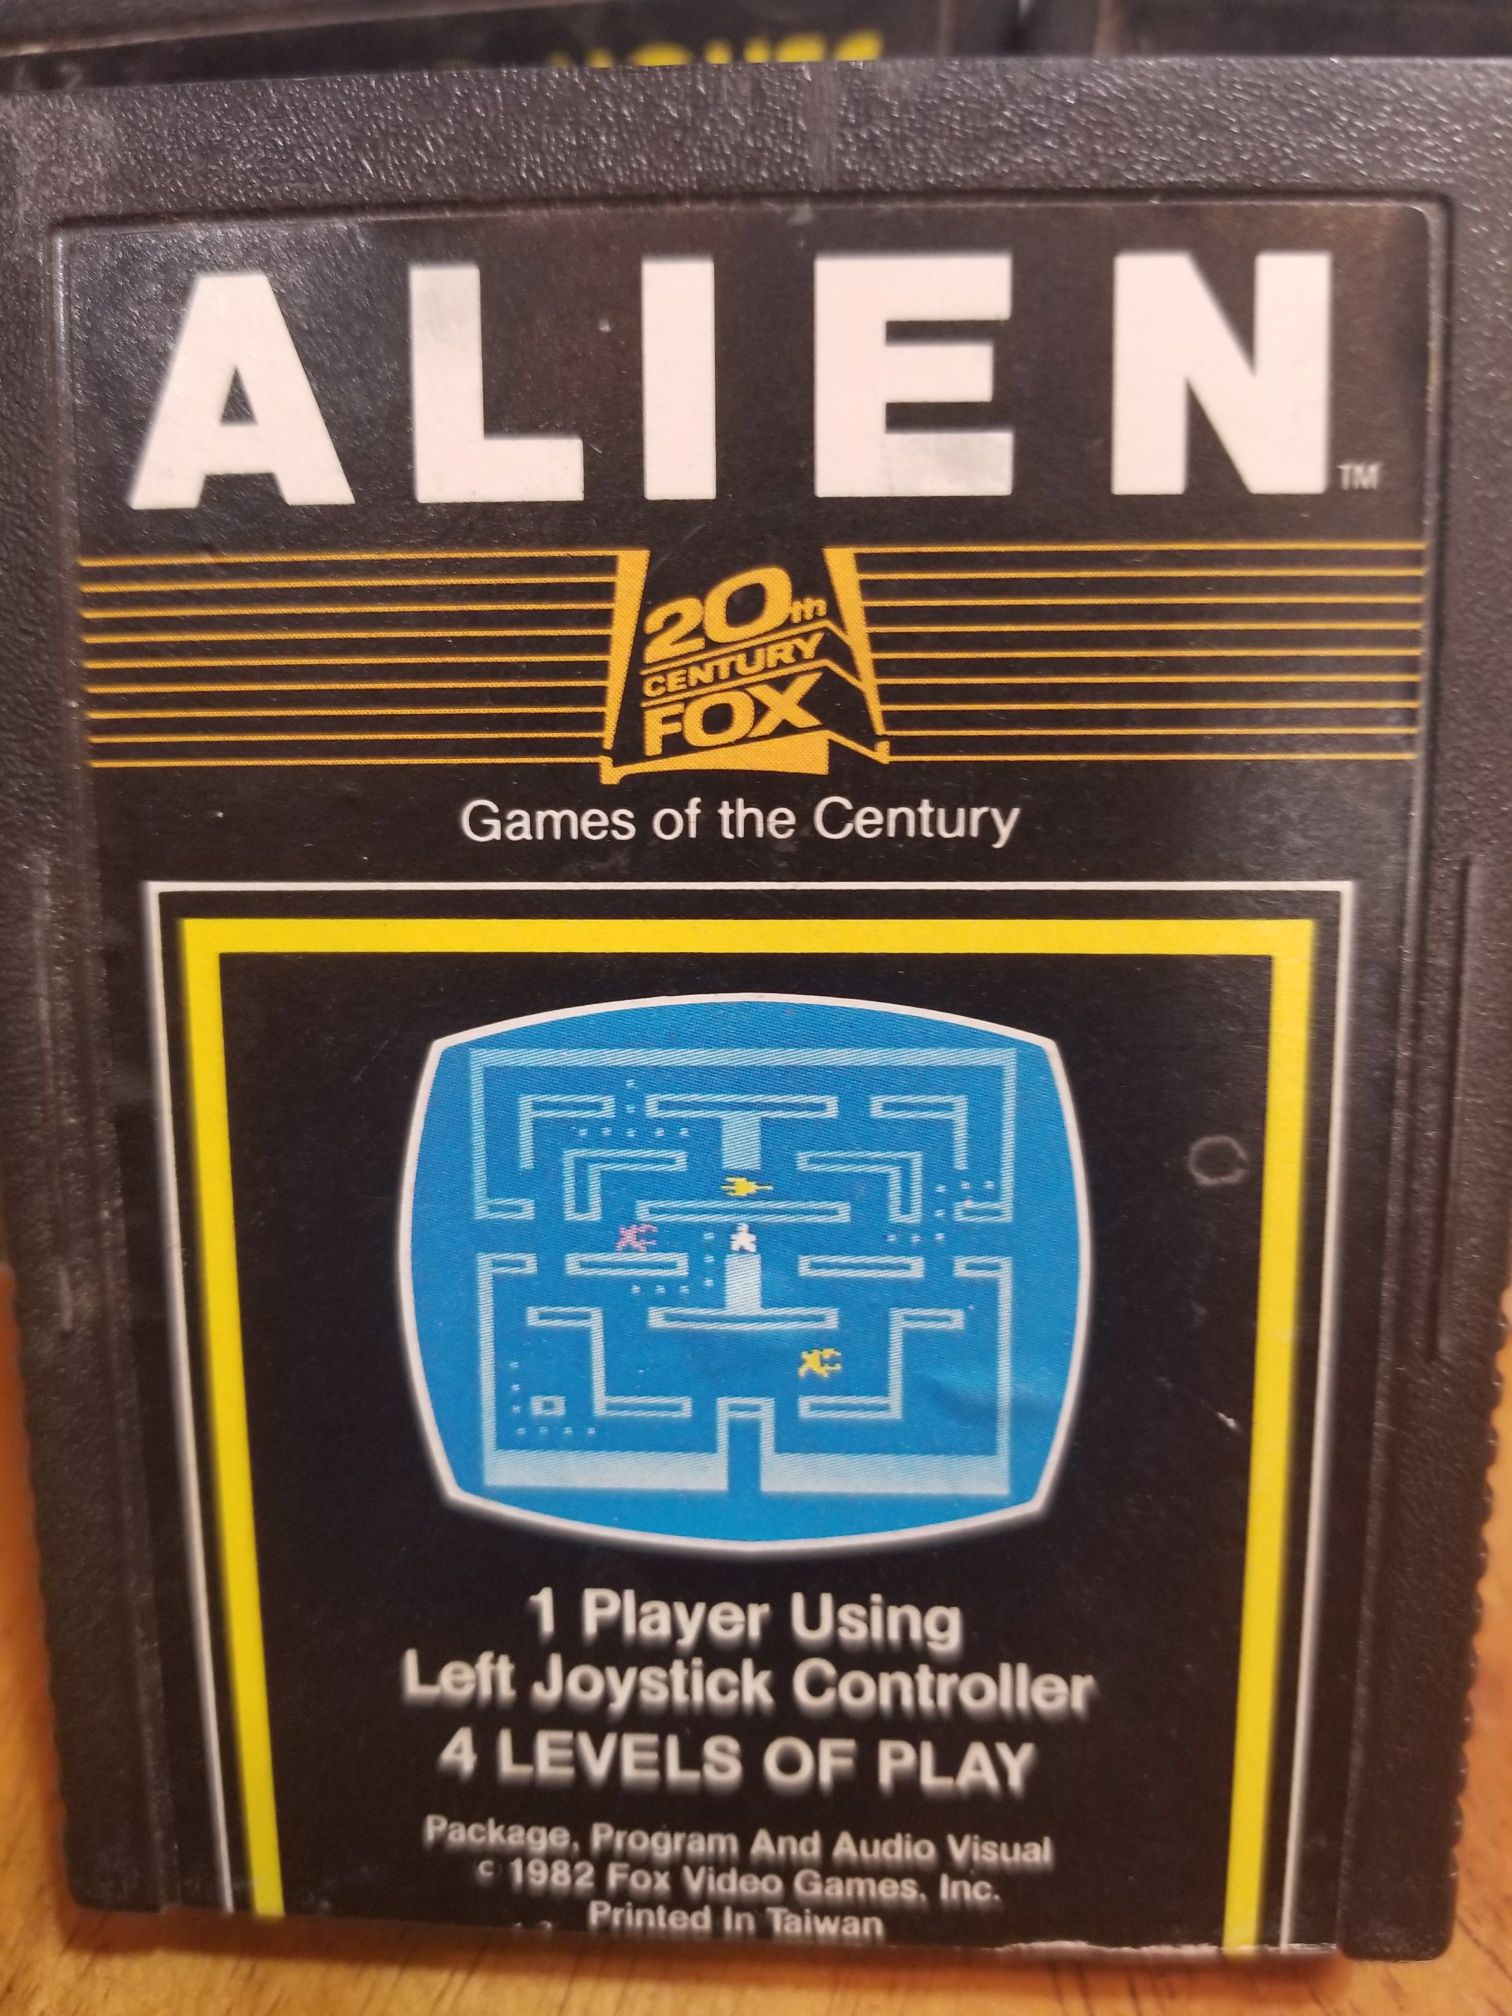 ALIEN™
20th
CENTURY
FOX
Games of the Century
1 Player Using
Left Joystick Controller
4 LEVELS OF PLAY
Package, Program And Audio Visual
© 1982 Fox Video Games, Inc.
Printed In Taiwan